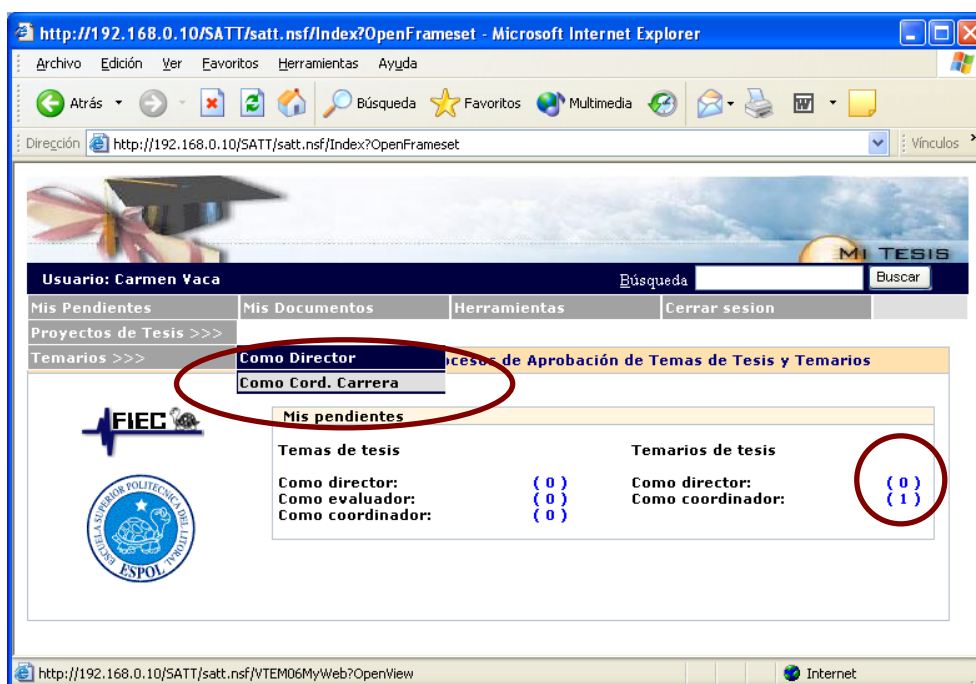 http://192.168.0.10/SATT/satt.nsf/Index?OpenFrameset - Microsoft Internet Explorer
Archivo Edición Ver Favoritos Herramientas Ayuda
Atrás Búsqueda Favoritos Multimedia
Dirección http://192.168.0.10/SATT/satt.nsf/Index?OpenFrameset Vínculos
MI TESIS
Usuario: Carmen Vaca Búsqueda Buscar
Mis Pendientes Mis Documentos Herramientas Cerrar sesion
Proyectos de Tesis >>>
Temarios >>> Como Director de Aprobación de Temas de Tesis y Temarios
Como Cord. Carrera
FIEC
Mis pendientes
Temas de tesis Temarios de tesis
Como director: ( 0 ) Como director: ( 0 )
Como evaluador: ( 0 ) Como coordinador: ( 1 )
Como coordinador: ( 0 )
ESCUELA SUPERIOR POLITECNICA DEL LITORAL
ESPOL
http://192.168.0.10/SATT/satt.nsf/VTEM06MyWeb?OpenView Internet